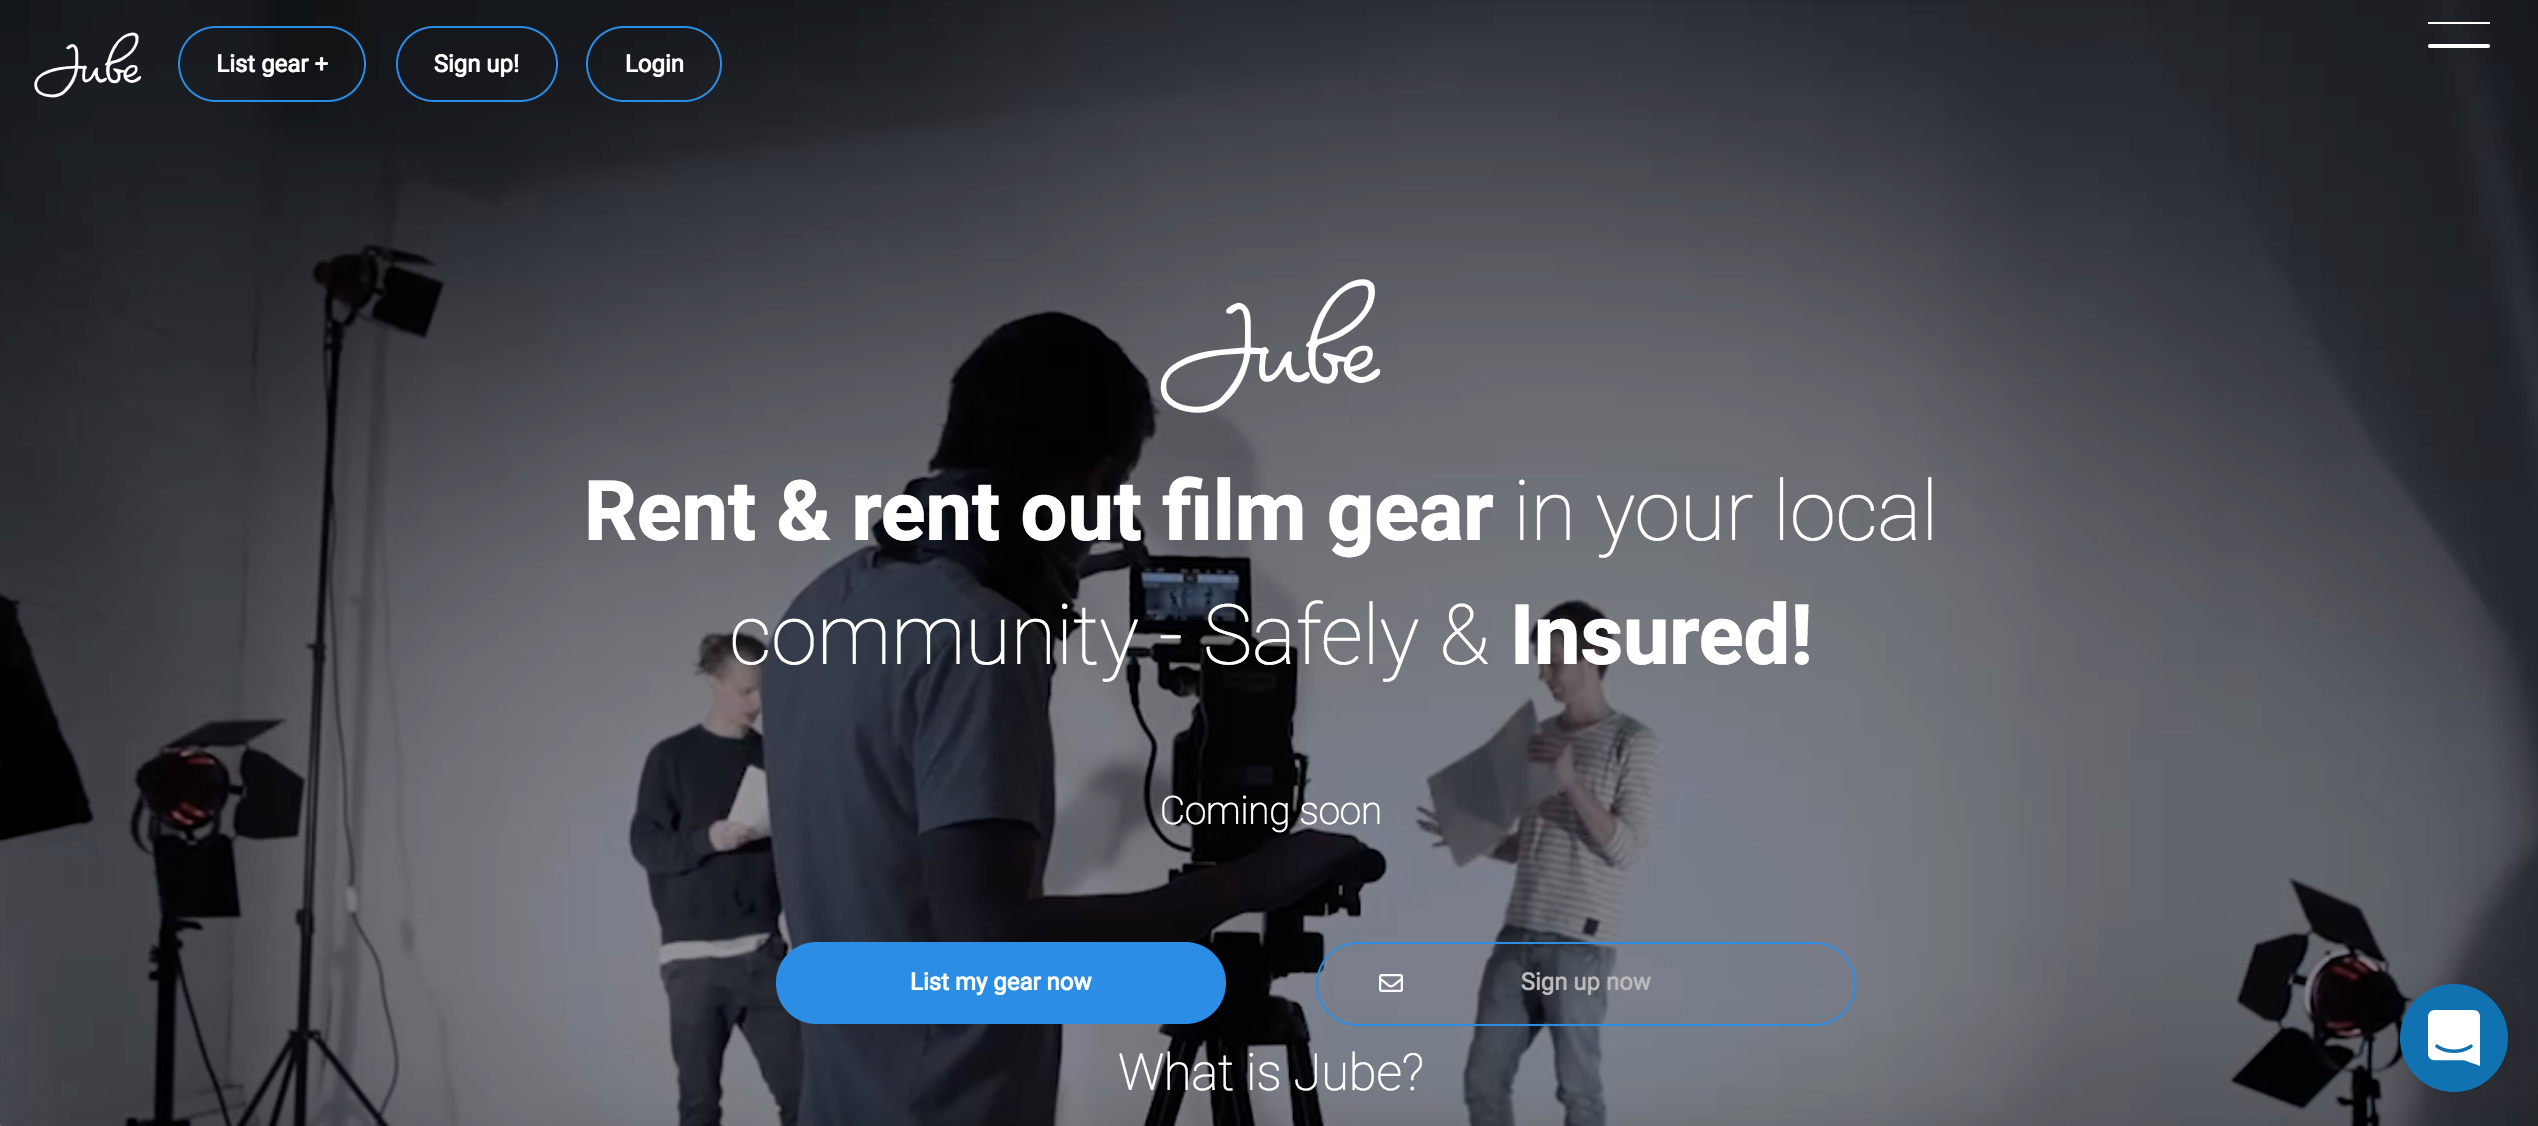 Jube
List gear +
Sign up!
Login
Jube
Rent & rent out film gear in your local
community - Safely & Insured!
Coming soon
List my gear now
Sign up now
What is Jube?